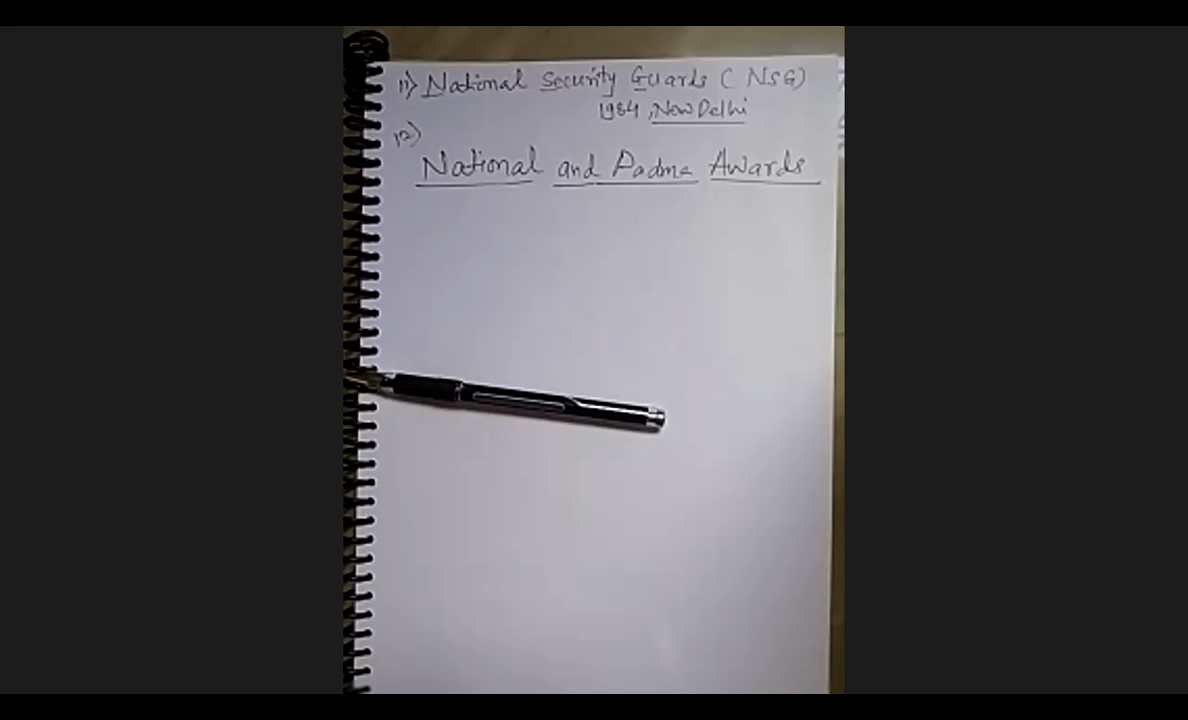 11) National Security Guards (NSG)
1984, New Delhi
12)
National and Padma Awards